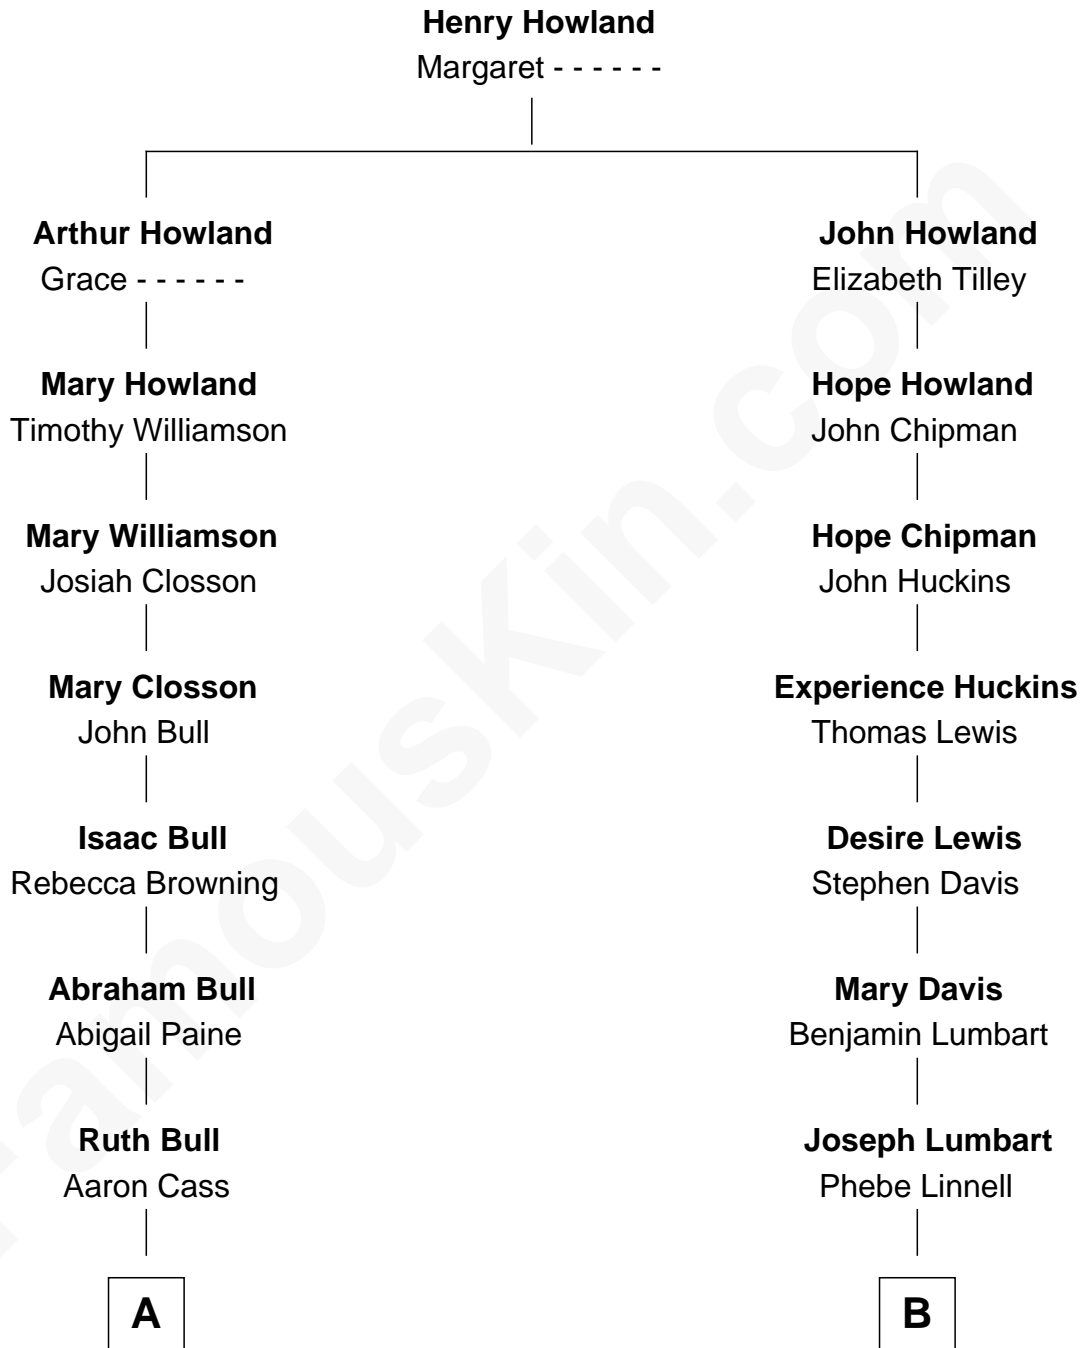 Henry Howland
Margaret - - - - - -
Arthur Howland
Grace - - - - - -
John Howland
Elizabeth Tilley
Mary Howland
Timothy Williamson
Hope Howland
John Chipman
Mary Williamson
Josiah Closson
Hope Chipman
John Huckins
Mary Closson
John Bull
Experience Huckins
Thomas Lewis
Isaac Bull
Rebecca Browning
Desire Lewis
Stephen Davis
Abraham Bull
Abigail Paine
Mary Davis
Benjamin Lumbart
Ruth Bull
Aaron Cass
Joseph Lumbart
Phebe Linnell
A
B
FamousKin.com